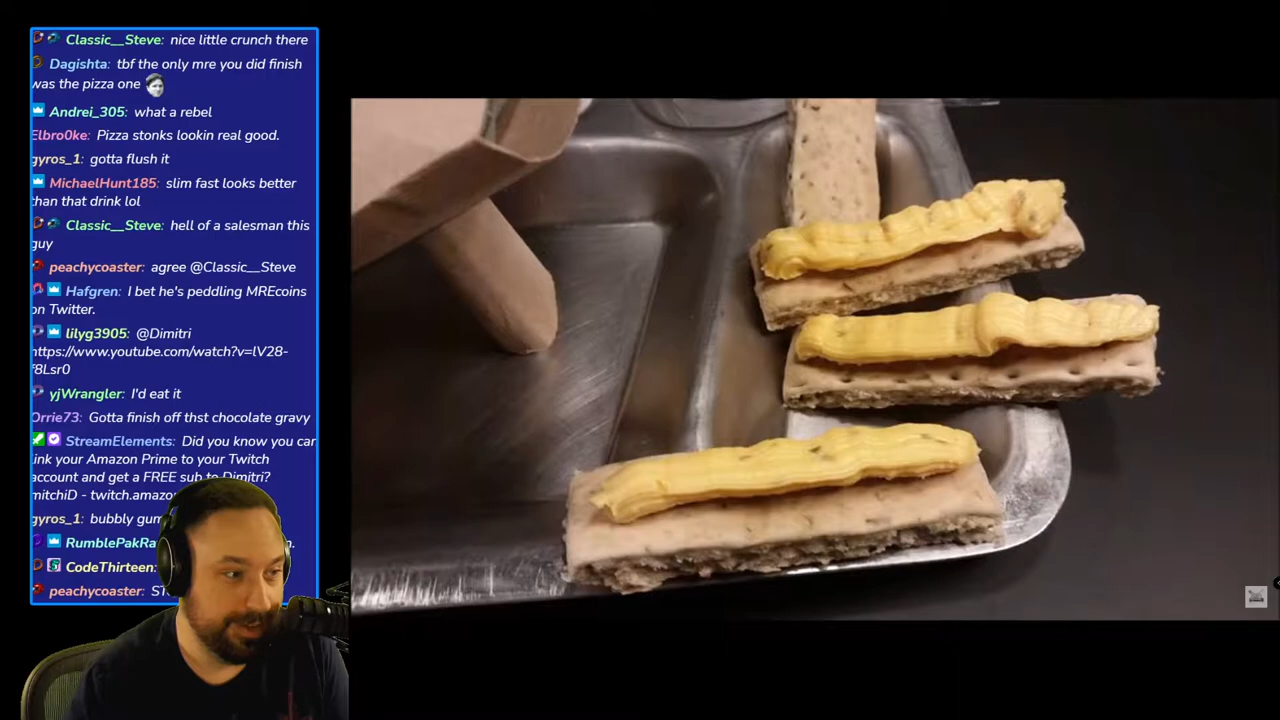 Classic__Steve: nice little crunch there
Dagishta: tbf the only mre you did finish
was the pizza one
Andrei_305: what a rebel
Elbro0ke: Pizza stonks lookin real good.
gyros_1: gotta flush it
MichaelHunt185: slim fast looks better
than that drink lol
Classic__Steve: hell of a salesman this
guy
peachycoaster: agree @Classic__Steve
Hafgren: I bet he's peddling MREcoins
on Twitter.
lilyg3905: @Dimitri
https://www.youtube.com/watch?v=lV28-
f8Lsr0
yjWrangler: I'd eat it
Orrie73: Gotta finish off thst chocolate gravy
StreamElements: Did you know you can
link your Amazon Prime to your Twitch
account and get a FREE sub to Dimitri?
mitchiD - twitch.amazo
gyros_1: bubbly gum
RumblePakRa
CodeThirteen:
peachycoaster: